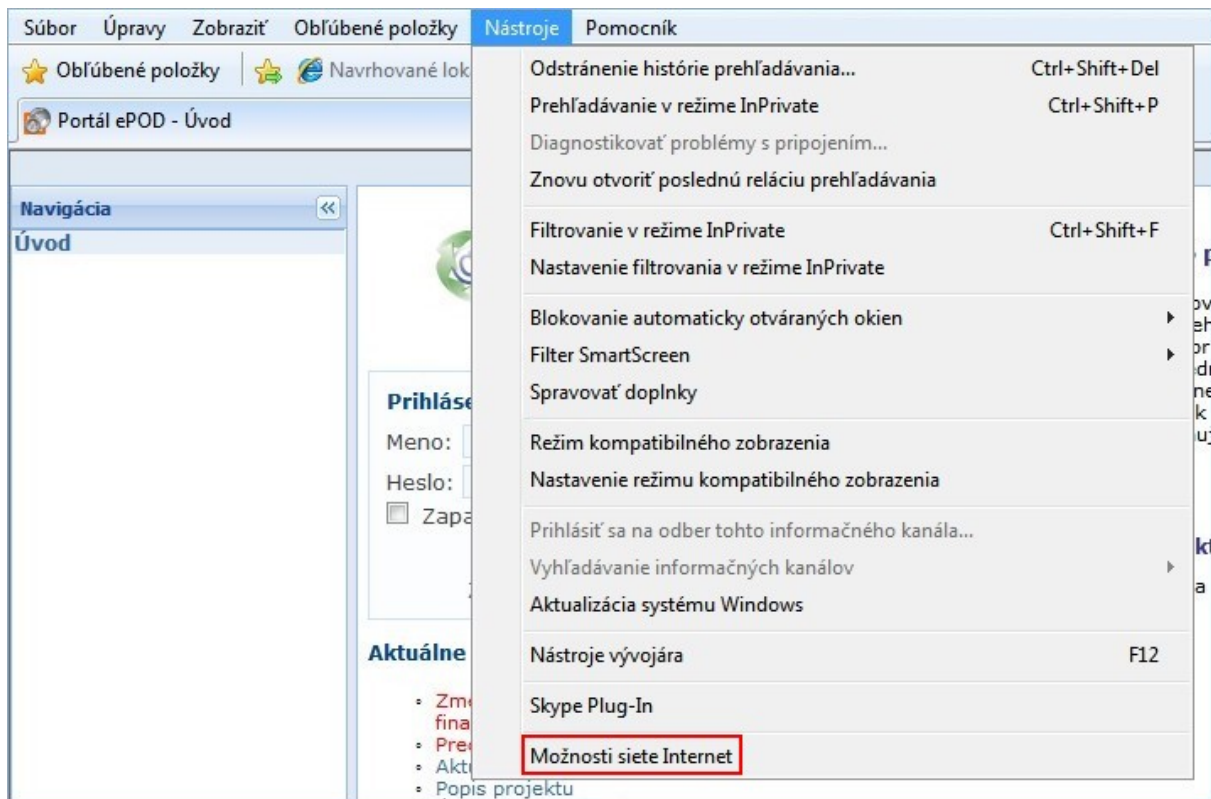 Súbor Úpravy Zobraziť Obľúbené položky Nástroje Pomocník
Obľúbené položky Navrhované lok
Portál ePOD - Úvod
Navigácia
Úvod
Prihláse
Meno:
Heslo:
Zapa
Aktuálne
Zme
fina
Pred
Aktu
Popis projektu
Odstránenie histórie prehľadávania... Ctrl+Shift+Del
Prehľadávanie v režime InPrivate Ctrl+Shift+P
Diagnostikovať problémy s pripojením...
Znovu otvoriť poslednú reláciu prehľadávania
Filtrovanie v režime InPrivate Ctrl+Shift+F
Nastavenie filtrovania v režime InPrivate
Blokovanie automaticky otváraných okien
Filter SmartScreen
Spravovať doplnky
Režim kompatibilného zobrazenia
Nastavenie režimu kompatibilného zobrazenia
Prihlásiť sa na odber tohto informačného kanála...
Vyhľadávanie informačných kanálov
Aktualizácia systému Windows
Nástroje vývojára F12
Skype Plug-In
Možnosti siete Internet